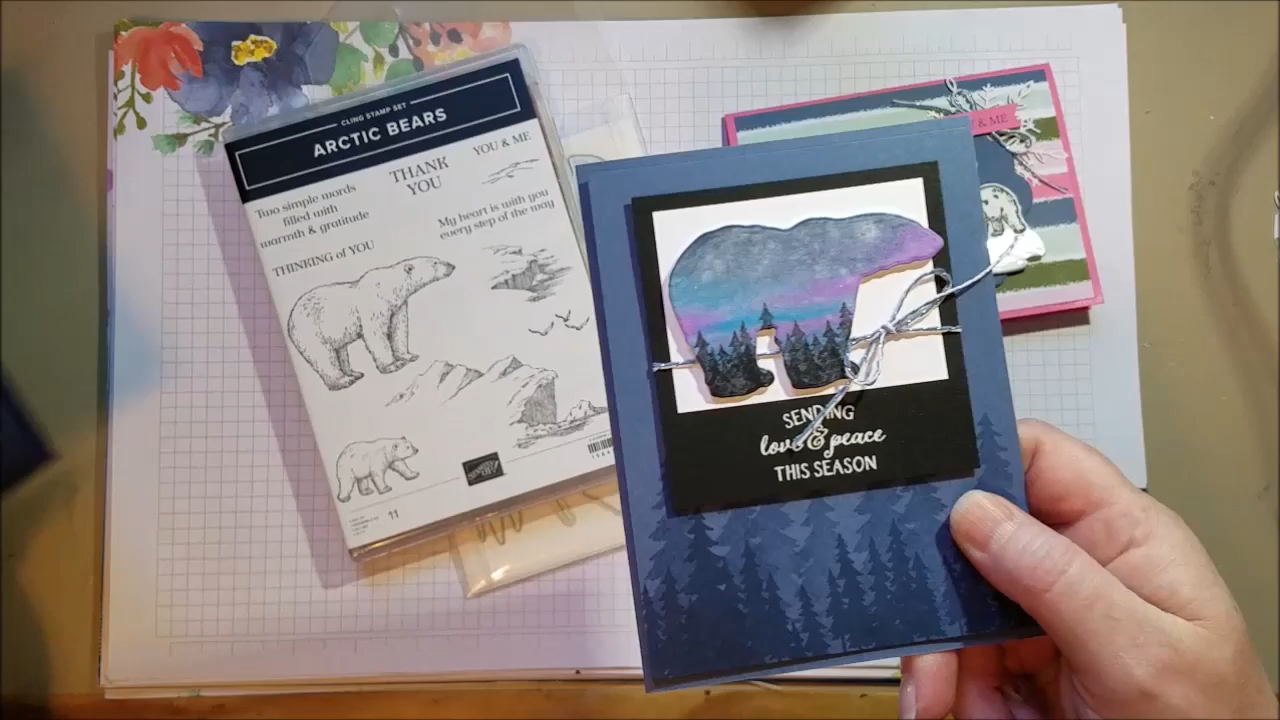 CLING STAMP SET
ARCTIC BEARS
Two simple words
filled with
warmth & gratitude
THANK
YOU
YOU & ME
My heart is with you
every step of the way
THINKING of YOU
11
SENDING
love & peace
THIS SEASON
& ME